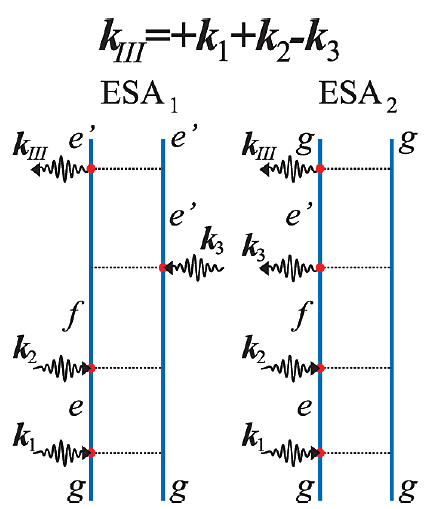 k_III=+k_1+k_2-k_3
ESA_1 ESA_2
e' e' g g
k_III k_III
e' e'
k_3 k_3
f f
k_2 k_2
e e
k_1 k_1
g g g g